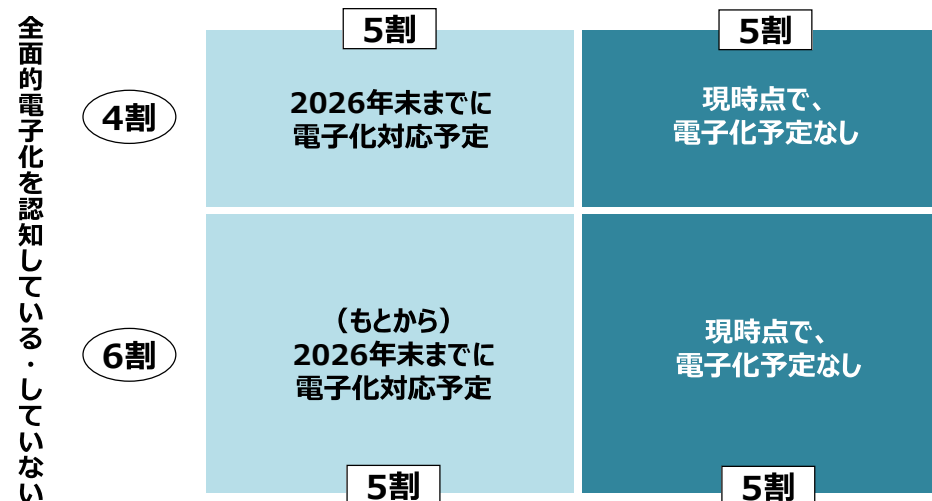 全面的電子化を認知している・していない
5割
5割
4割
2026年末までに
電子化対応予定
現時点で、
電子化予定なし
6割
（もとから）
2026年末までに
電子化対応予定
現時点で、
電子化予定なし
5割
5割